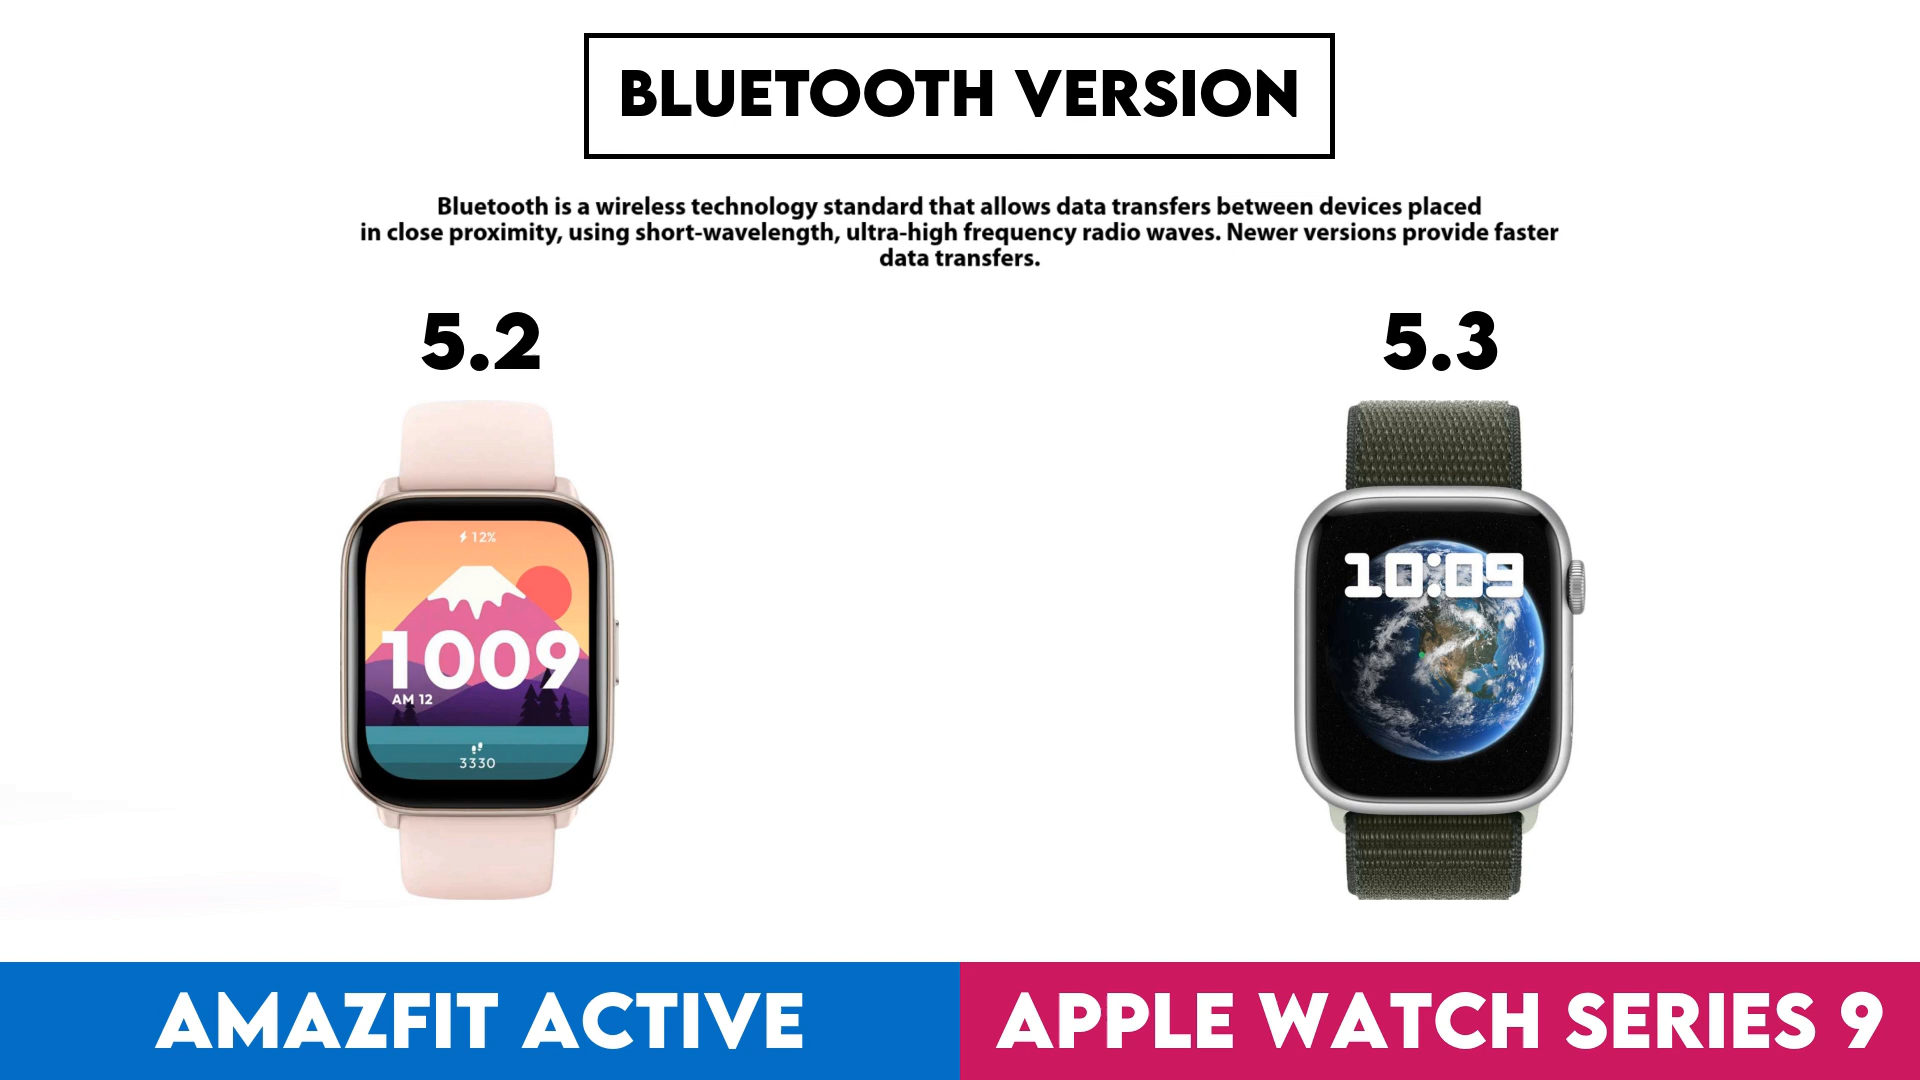 BLUETOOTH VERSION
Bluetooth is a wireless technology standard that allows data transfers between devices placed
in close proximity, using short-wavelength, ultra-high frequency radio waves. Newer versions provide faster
data transfers.
5.2
5.3
12%
1009
AM 12
3330
10:09
AMAZFIT ACTIVE
APPLE WATCH SERIES 9